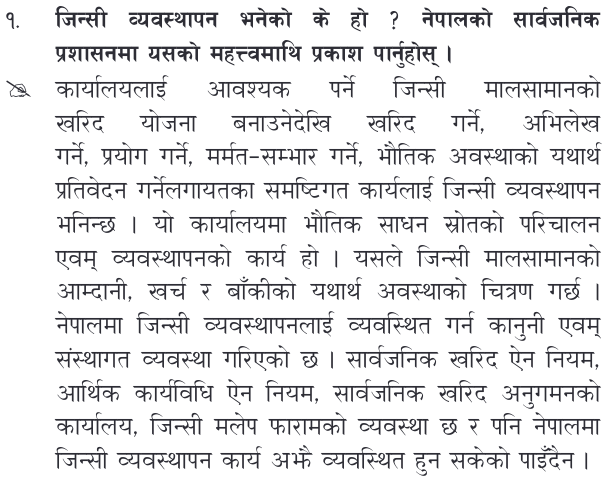 १. जिन्सी व्यवस्थापन भनेको के हो ? नेपालको सार्वजनिक
प्रशासनमा यसको महत्त्वमाथि प्रकाश पार्नुहोस् ।
कार्यालयलाई आवश्यक पर्ने जिन्सी मालसामानको
खरिद योजना बनाउनेदेखि खरिद गर्ने, अभिलेख
गर्ने, प्रयोग गर्ने, मर्मत-सम्भार गर्ने, भौतिक अवस्थाको यथार्थ
प्रतिवेदन गर्नेलगायतका समष्टिगत कार्यलाई जिन्सी व्यवस्थापन
भनिन्छ । यो कार्यालयमा भौतिक साधन स्रोतको परिचालन
एवम् व्यवस्थापनको कार्य हो । यसले जिन्सी मालसामानको
आम्दानी, खर्च र बाँकीको यथार्थ अवस्थाको चित्रण गर्छ ।
नेपालमा जिन्सी व्यवस्थापनलाई व्यवस्थित गर्न कानुनी एवम्
संस्थागत व्यवस्था गरिएको छ । सार्वजनिक खरिद ऐन नियम,
आर्थिक कार्यविधि ऐन नियम, सार्वजनिक खरिद अनुगमनको
कार्यालय, जिन्सी मलेप फारामको व्यवस्था छ र पनि नेपालमा
जिन्सी व्यवस्थापन कार्य अझै व्यवस्थित हुन सकेको पाइँदैन ।